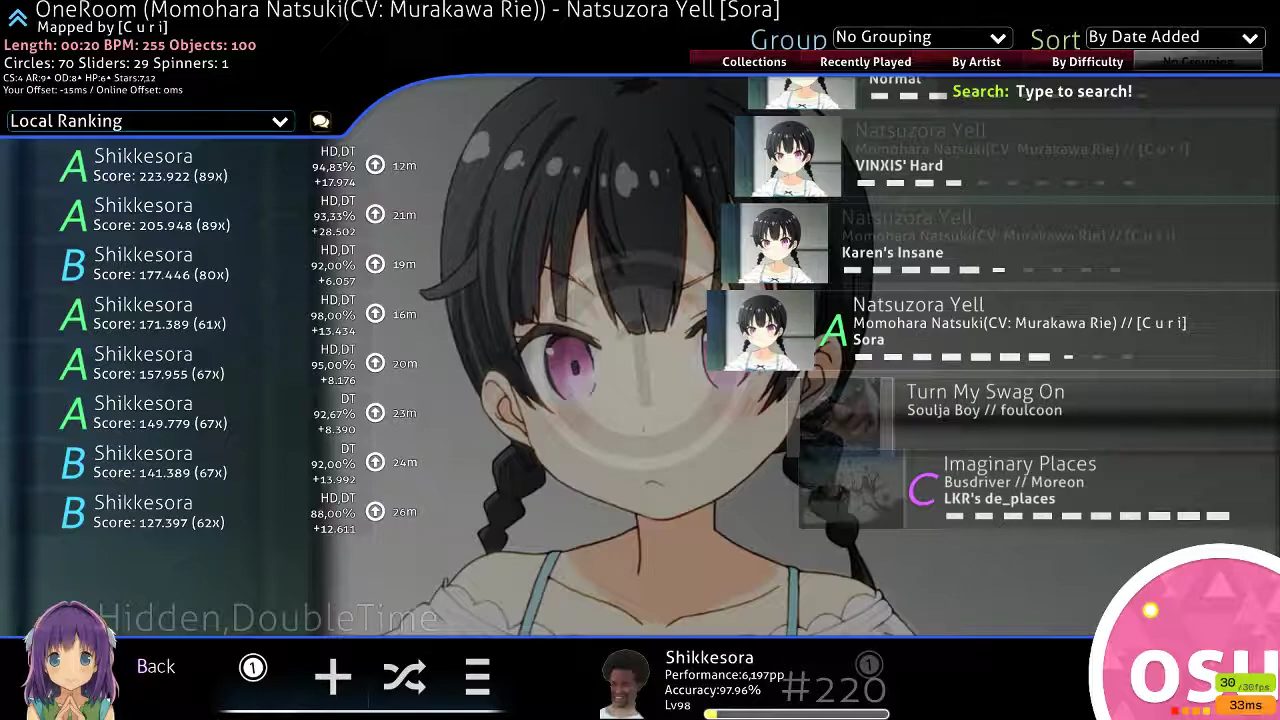 OneRoom (Momohara Natsuki(CV: Murakawa Rie)) - Natsuzora Yell [Sora]
Mapped by [C u r i]
Length: 00:20 BPM: 255 Objects: 100
Circles: 70 Sliders: 29 Spinners: 1
Your Offset: -15ms Online Offset: 0ms
Group No Grouping Sort By Date Added
Collections Recently Played By Artist By Difficulty No Grouping
Local Ranking
Normal
Search: Type to search!
A Shikkesora
Score: 223.922 (89x)
HD,DT
94,83%
+17.974
12m
A Shikkesora
Score: 205.948 (89x)
HD,DT
93,33%
+28.502
21m
B Shikkesora
Score: 177.446 (80x)
HD,DT
92,00%
+6.057
19m
A Shikkesora
Score: 171.389 (61x)
HD,DT
98,00%
+13.434
16m
A Shikkesora
Score: 157.955 (67x)
HD,DT
95,00%
+8.176
20m
A Shikkesora
Score: 149.779 (67x)
DT
92,67%
+8.390
23m
B Shikkesora
Score: 141.389 (67x)
DT
92,00%
+13.992
24m
B Shikkesora
Score: 127.397 (62x)
HD,DT
88,00%
+12.611
26m
Natsuzora Yell
Momohara Natsuki(CV: Murakawa Rie) // [C u r i]
VINXIS' Hard
Natsuzora Yell
Momohara Natsuki(CV: Murakawa Rie) // [C u r i]
Karen's Insane
Natsuzora Yell
Momohara Natsuki(CV: Murakawa Rie) // [C u r i]
A Sora
Turn My Swag On
Soulja Boy // foulcoon
Imaginary Places
Busdriver // Moreon
C LKR's de_places
Hidden,DoubleTime
Back
1
Shikkesora
Performance:6,197pp
Accuracy:97.96%
Lv98
#220
1
osu
30 /30fps
33ms